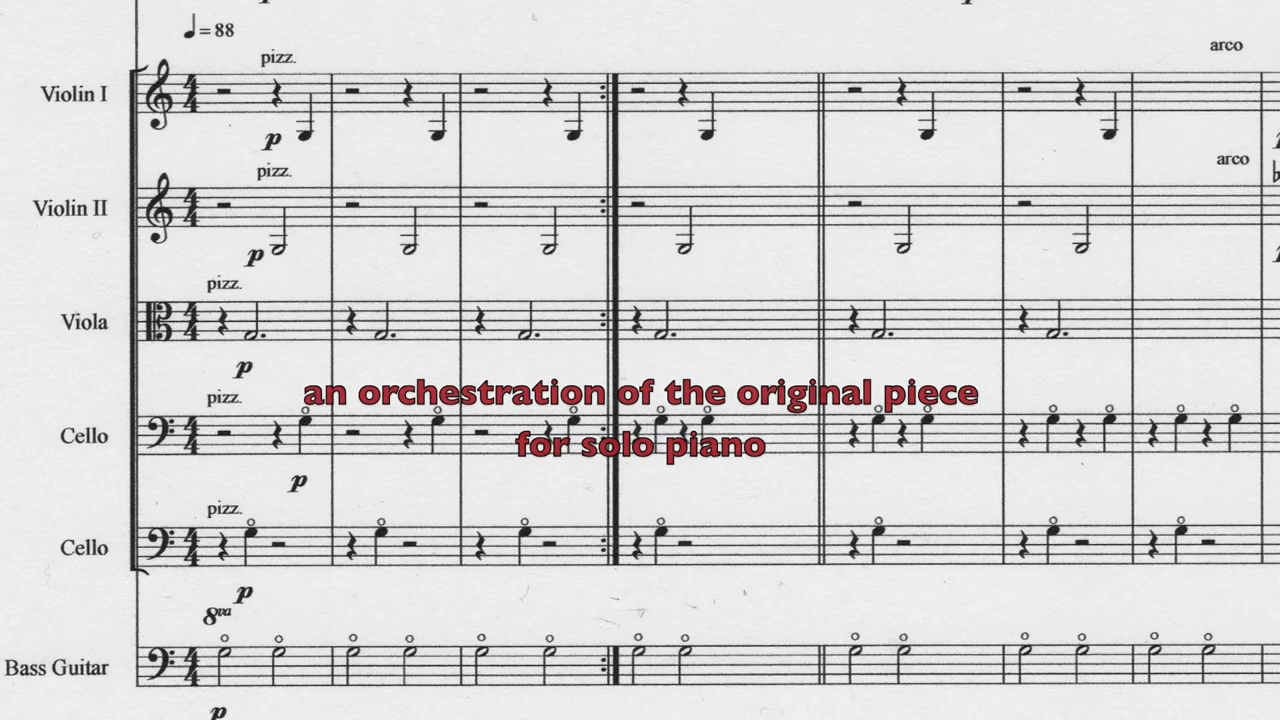 ♩= 88
pizz.
arco
Violin I
p
pizz.
arco
Violin II
p
pizz.
Viola
p
an orchestration of the original piece
pizz.
Cello
for solo piano
p
pizz.
Cello
p
8va
Bass Guitar
p